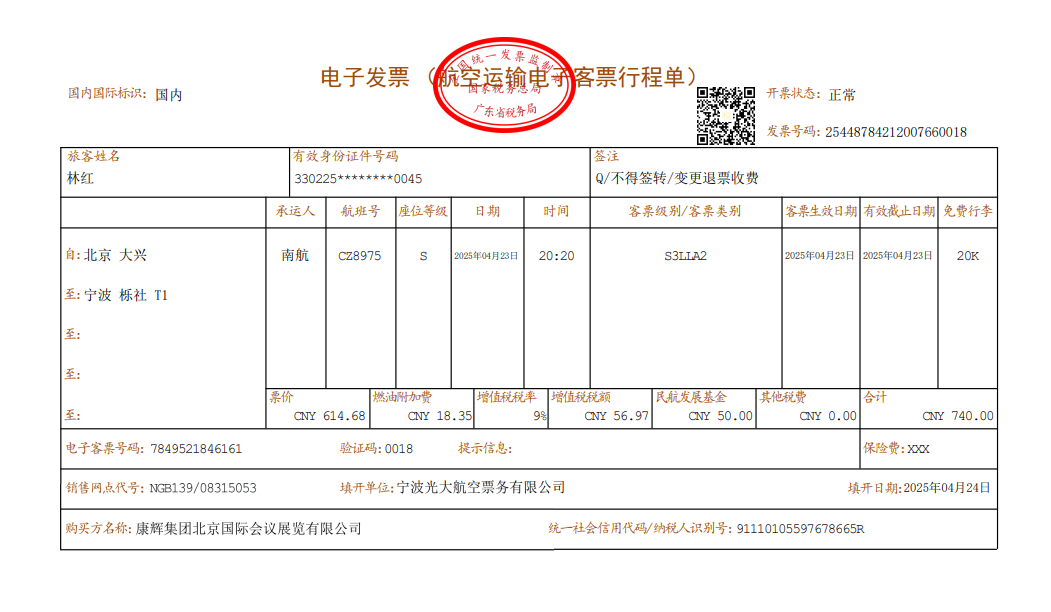 电子发票（航空运输电子客票行程单）
全国统一发票监制章
国家税务总局
广东省税务局
国内国际标识: 国内
开票状态: 正常
发票号码: 25448784212007660018
旅客姓名 有效身份证件号码 签注
林红 330225********0045 Q/不得签转/变更退票收费
承运人 航班号 座位等级 日期 时间 客票级别/客票类别 客票生效日期 有效截止日期 免费行李
自: 北京 大兴 南航 CZ8975 S 2025年04月23日 20:20 S3LLA2 2025年04月23日 2025年04月23日 20K
至: 宁波 栎社 T1
至:
至:
票价 燃油附加费 增值税税率 增值税税额 民航发展基金 其他税费 合计
至: CNY 614.68 CNY 18.35 9% CNY 56.97 CNY 50.00 CNY 0.00 CNY 740.00
电子客票号码: 7849521846161 验证码:0018 提示信息: 保险费:XXX
销售网点代号: NGB139/08315053 填开单位:宁波光大航空票务有限公司 填开日期:2025年04月24日
购买方名称: 康辉集团北京国际会议展览有限公司 统一社会信用代码/纳税人识别号: 91110105597678665R